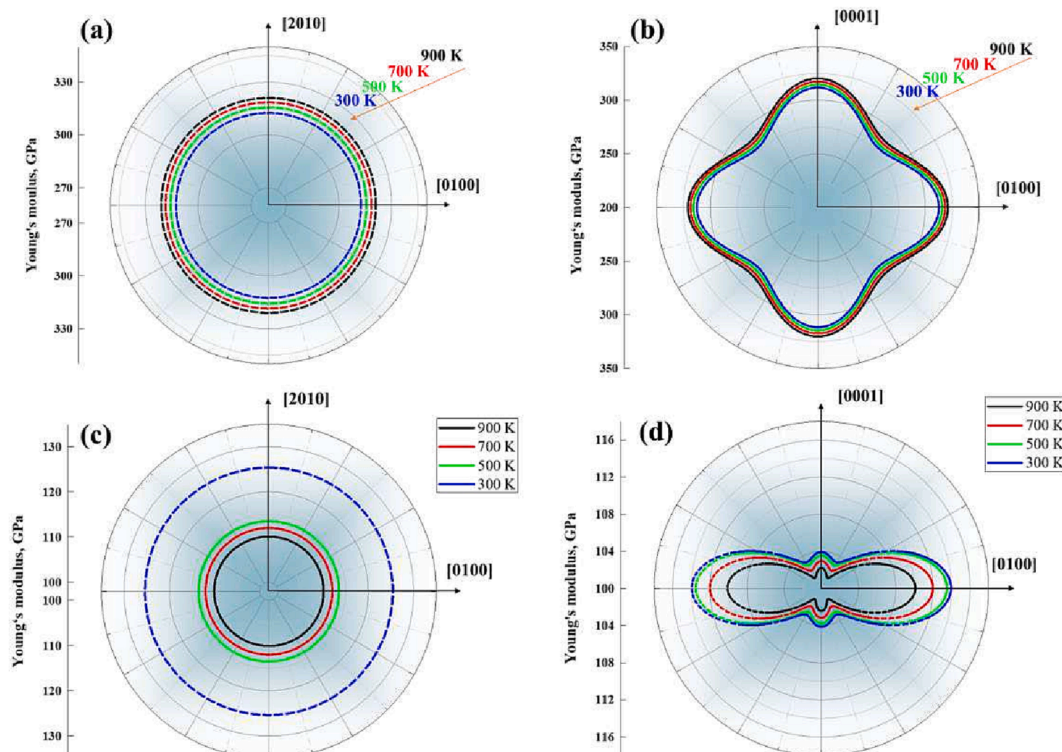 (a)
[2010]
Young's moulus, GPa
330
300
270
270
300
330
900 K
700 K
500 K
300 K
[0100]
(b)
[0001]
Young's moduls, GPa
350
300
250
200
250
300
350
900 K
700 K
500 K
300 K
[0100]
(c)
[2010]
Young's modulus, GPa
130
120
110
100
100
110
120
130
900 K
700 K
500 K
300 K
[0100]
(d)
[0001]
Young's modulus, GPa
116
112
108
104
100
104
108
112
116
900 K
700 K
500 K
300 K
[0100]